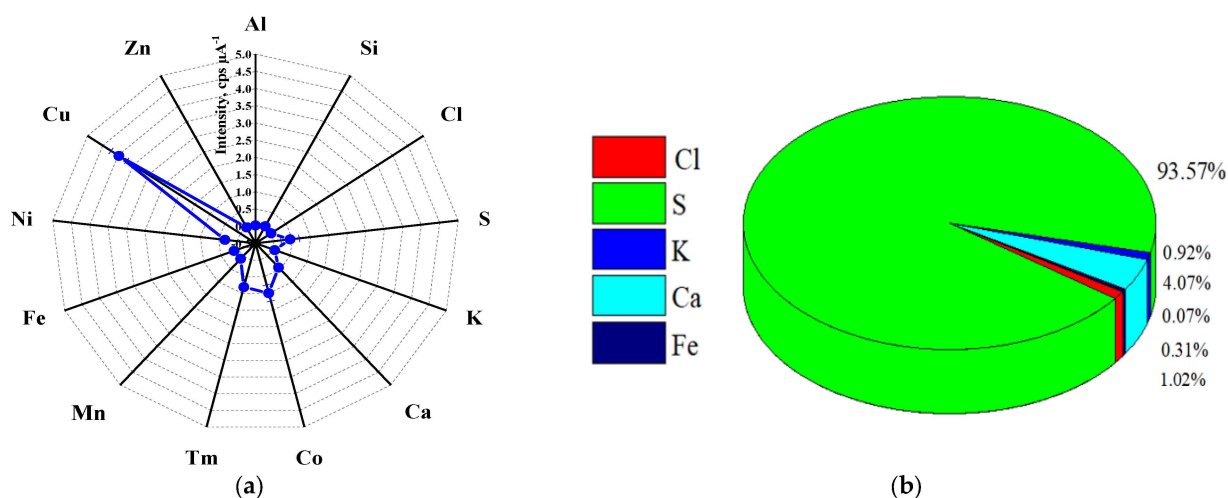 Al
Zn
Si
Cu
Cl
Intensity, cps μA⁻¹
5.0
4.5
4.0
3.5
3.0
2.5
2.0
1.5
1.0
0.5
Ni
S
Fe
K
Mn
Ca
Tm
Co
(a)
Cl
S
K
Ca
Fe
93.57%
0.92%
4.07%
0.07%
0.31%
1.02%
(b)